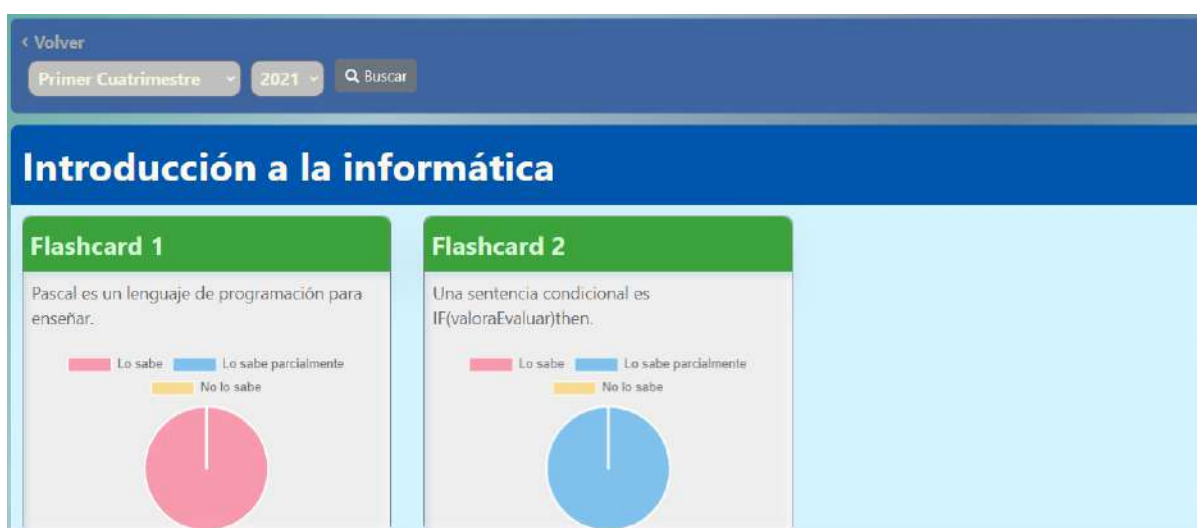 ‹ Volver
Primer Cuatrimestre 2021 Buscar
Introducción a la informática
Flashcard 1
Pascal es un lenguaje de programación para
enseñar.
Lo sabe Lo sabe parcialmente
No lo sabe
Flashcard 2
Una sentencia condicional es
IF(valoraEvaluar)then.
Lo sabe Lo sabe parcialmente
No lo sabe